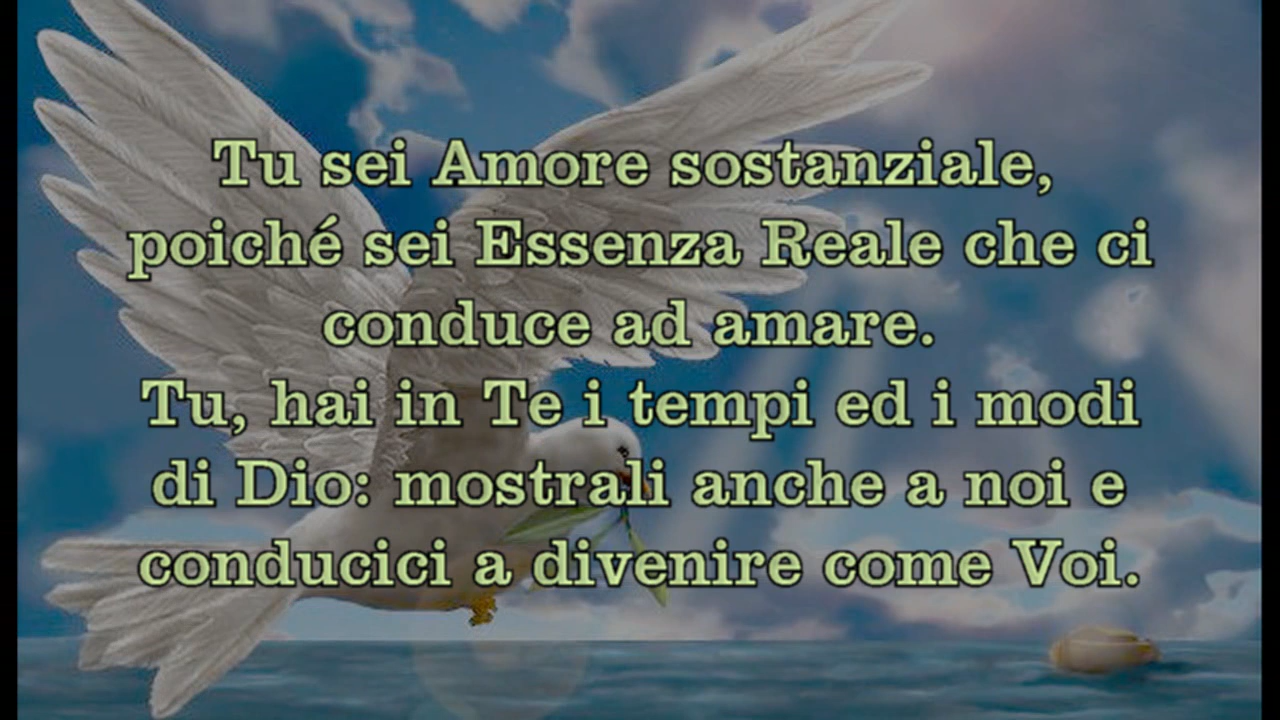 Tu sei Amore sostanziale,
poiché sei Essenza Reale che ci
conduce ad amare.
Tu, hai in Te i tempi ed i modi
di Dio: mostrali anche a noi e
conducici a divenire come Voi.